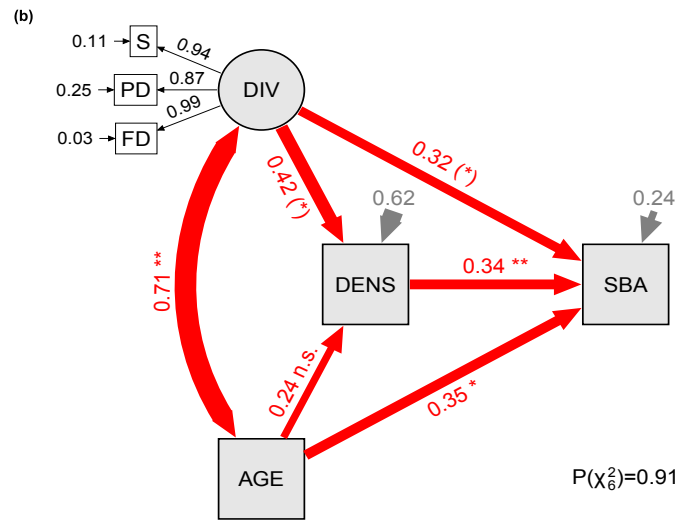 (b)
0.11
S
0.94
0.25
PD
0.87
DIV
0.03
FD
0.99
0.42 (*)
0.32 (*)
0.62
0.24
0.71 **
DENS
0.34 **
SBA
0.24 n.s.
0.35 *
AGE
P(χ²₆)=0.91